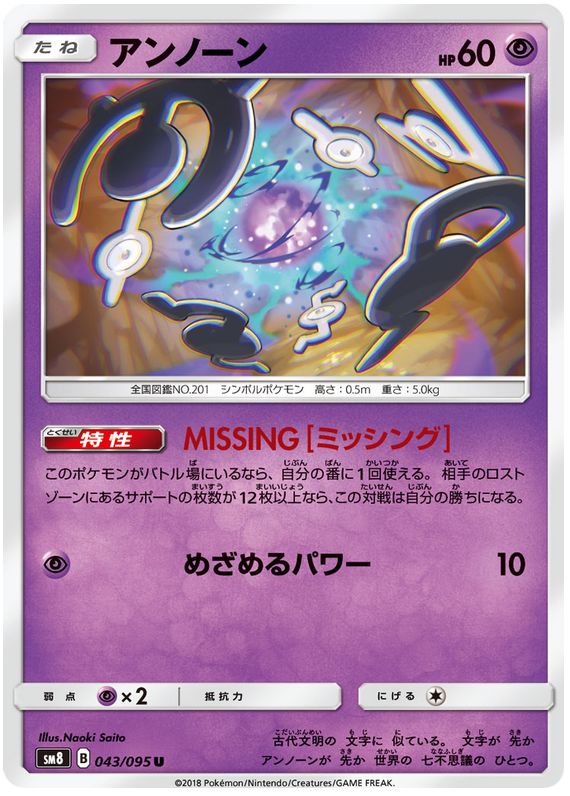 たね アンノーン HP60
全国図鑑NO.201 シンボルポケモン 高さ:0.5m 重さ:5.0kg
とくせい
特性 MISSING[ミッシング]
このポケモンがバトル場にいるなら、自分の番に1回使える。相手のロスト
ゾーンにあるサポートの枚数が12枚以上なら、この対戦は自分の勝ちになる。
めざめるパワー 10
弱点 ×2 抵抗力 にげる
Illus.Naoki Saito
古代文明の 文字に 似ている。 文字が 先か
アンノーンが 先か 世界の 七不思議の ひとつ。
SM8 B 043/095 U
©2018 Pokémon/Nintendo/Creatures/GAME FREAK.